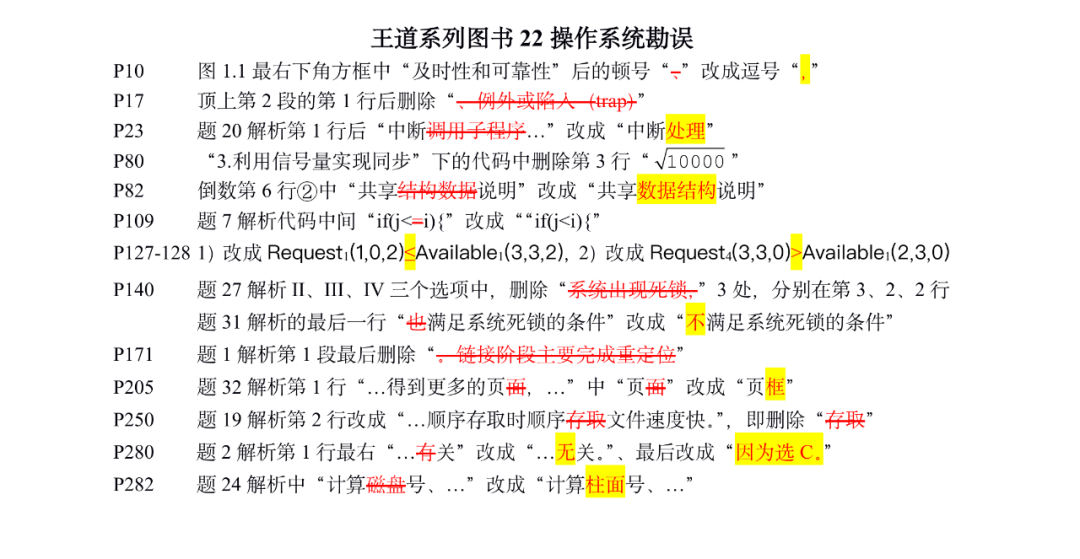 王道系列图书 22 操作系统勘误
P10 图 1.1 最右下角方框中“及时性和可靠性”后的顿号“、”改成逗号“,”
P17 顶上第 2 段的第 1 行后删除“、例外或陷入（trap）”
P23 题 20 解析第 1 行后“中断调用子程序…”改成“中断处理”
P80 “3.利用信号量实现同步”下的代码中删除第 3 行“√10000”
P82 倒数第 6 行②中“共享结构数据说明”改成“共享数据结构说明”
P109 题 7 解析代码中间“if(j<=i){”改成““if(j<i){”
P127-128 1) 改成 Request₁(1,0,2)≤Available₁(3,3,2), 2) 改成 Request₄(3,3,0)>Available₁(2,3,0)
P140 题 27 解析 II、III、IV 三个选项中，删除“系统出现死锁，”3 处，分别在第 3、2、2 行
题 31 解析的最后一行“也满足系统死锁的条件”改成“不满足系统死锁的条件”
P171 题 1 解析第 1 段最后删除“。链接阶段主要完成重定位”
P205 题 32 解析第 1 行“…得到更多的页面，…”中“页面”改成“页框”
P250 题 19 解析第 2 行改成“…顺序存取时顺序存取文件速度快。”，即删除“存取”
P280 题 2 解析第 1 行最右“…有关”改成“…无关。”、最后改成“因为选 C。”
P282 题 24 解析中“计算磁盘号、…”改成“计算柱面号、…”